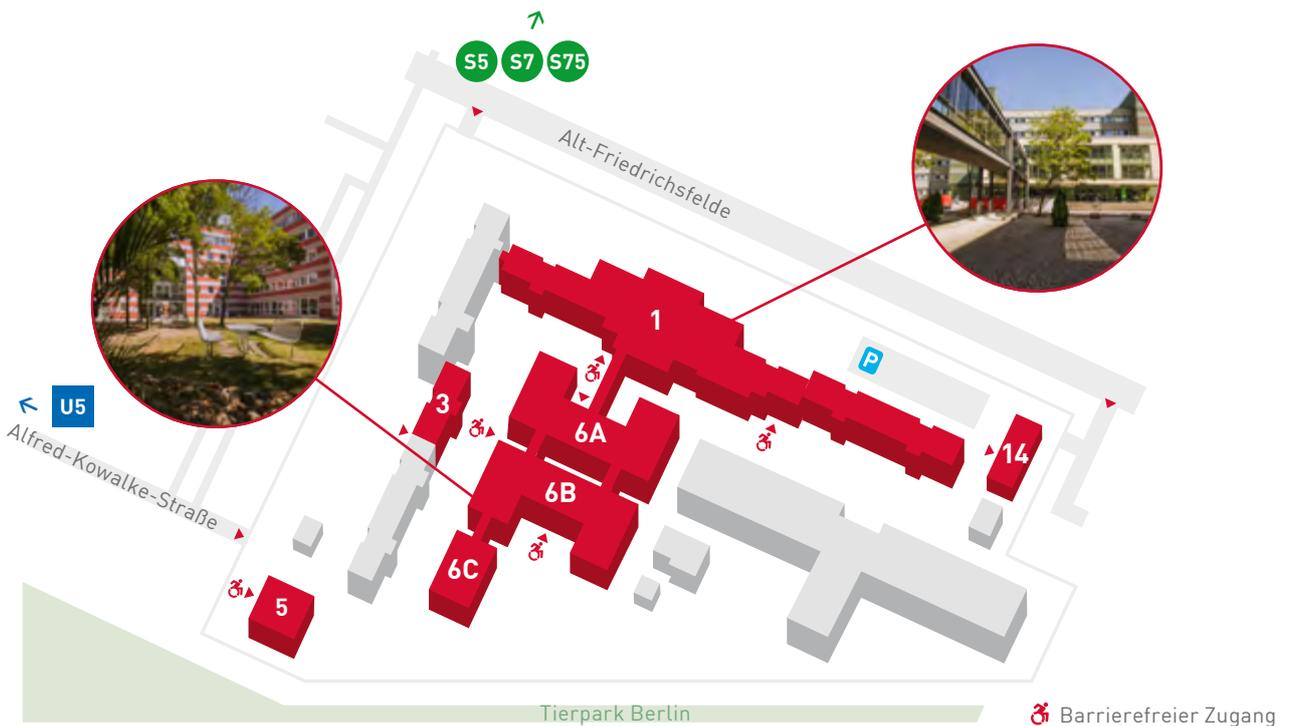 S5 S7 S75
Alt-Friedrichsfelde
1
P
3
U5
6A
14
Alfred-Kowalke-Straße
6B
6C
5
Tierpark Berlin
Barrierefreier Zugang